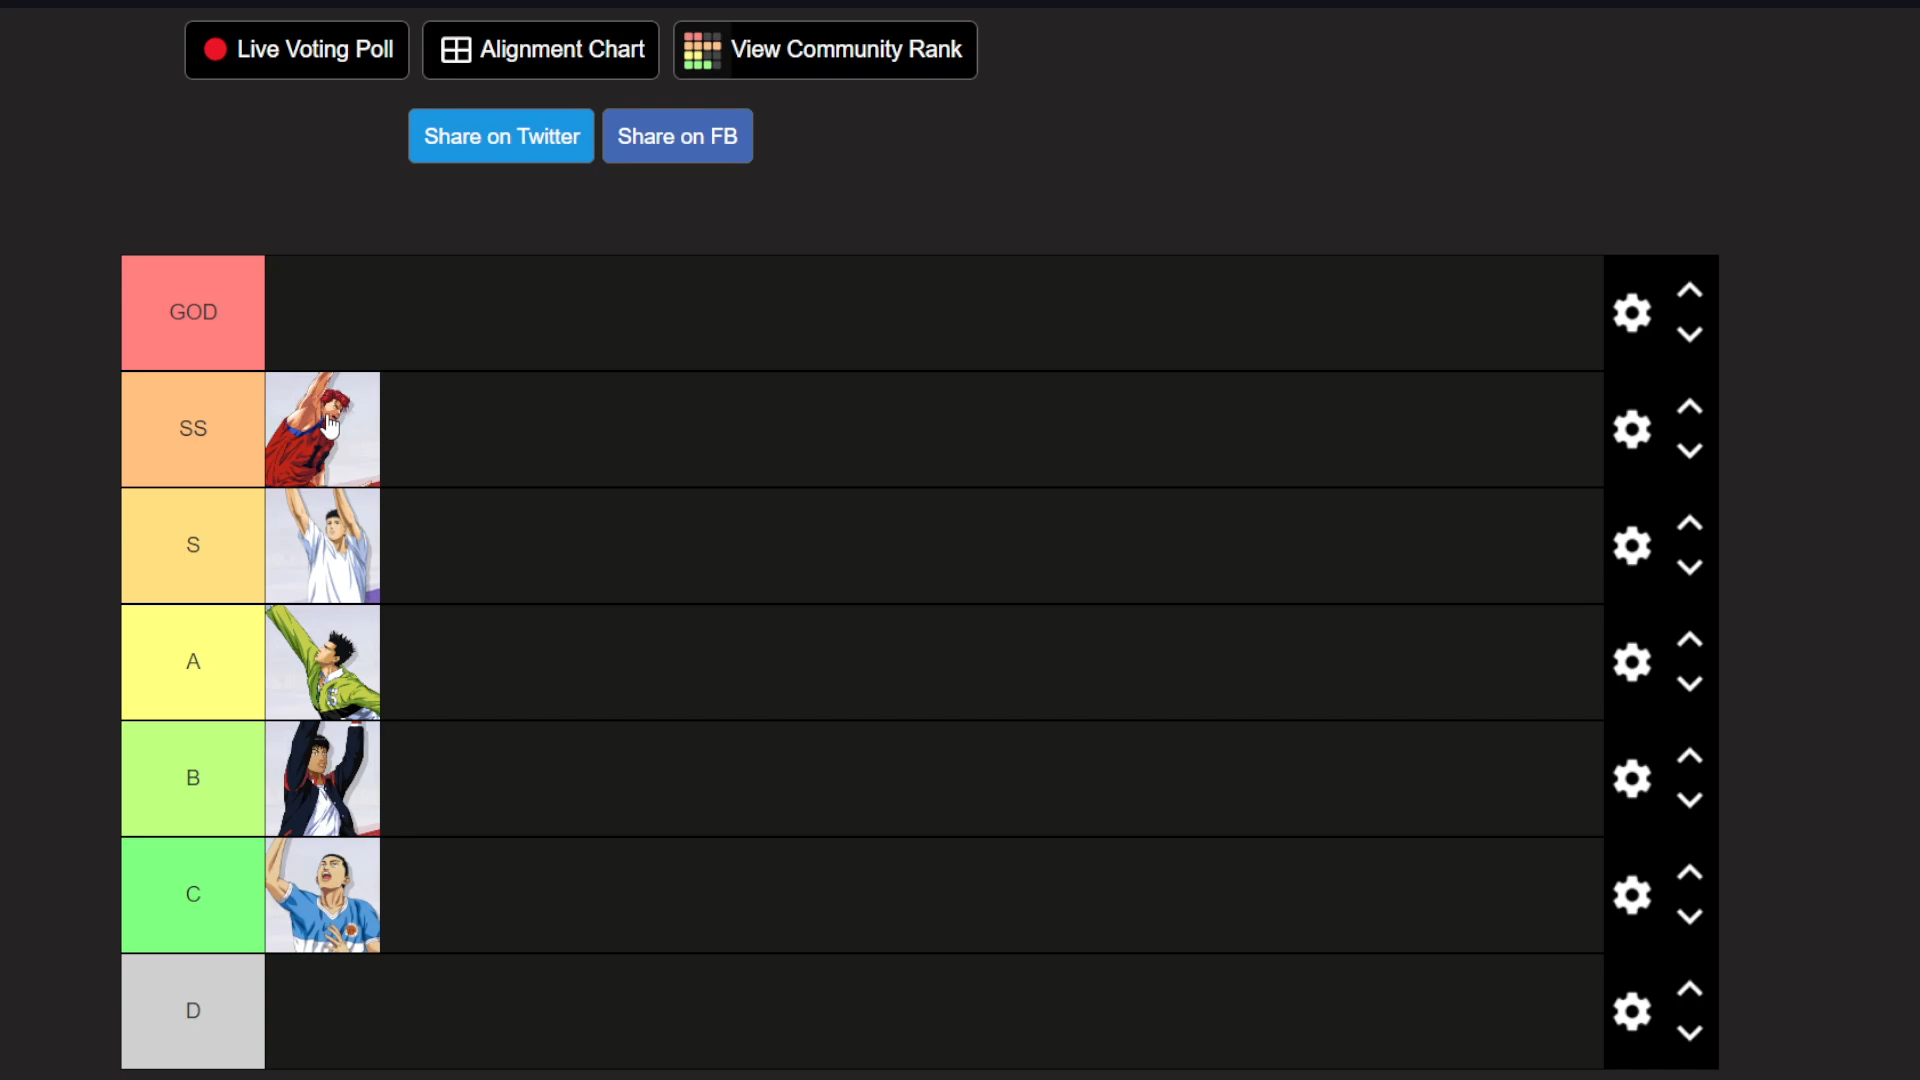 Live Voting Poll
Alignment Chart
View Community Rank
Share on Twitter
Share on FB
GOD
SS
S
A
B
C
D